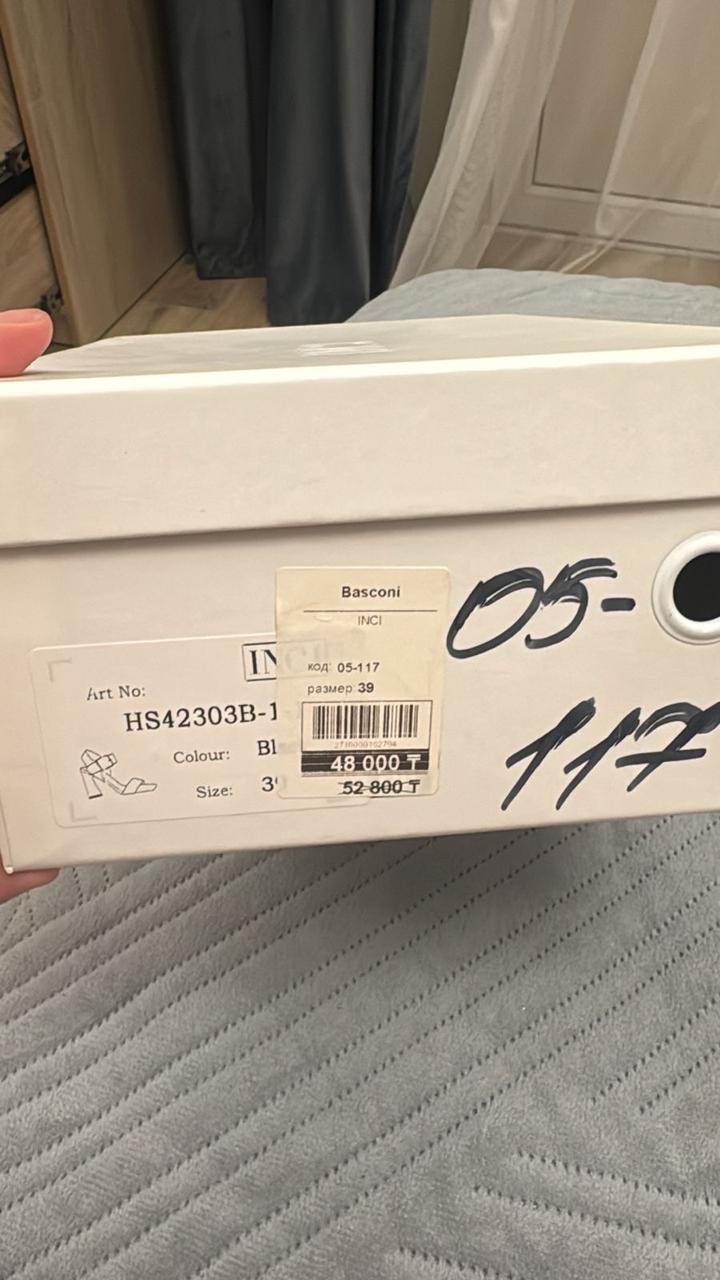 Basconi
INCI
код: 05-117
размер 39
48 000 ₸
52 800 ₸
Art No:
HS42303B-1
Colour:
Size:
05-
117